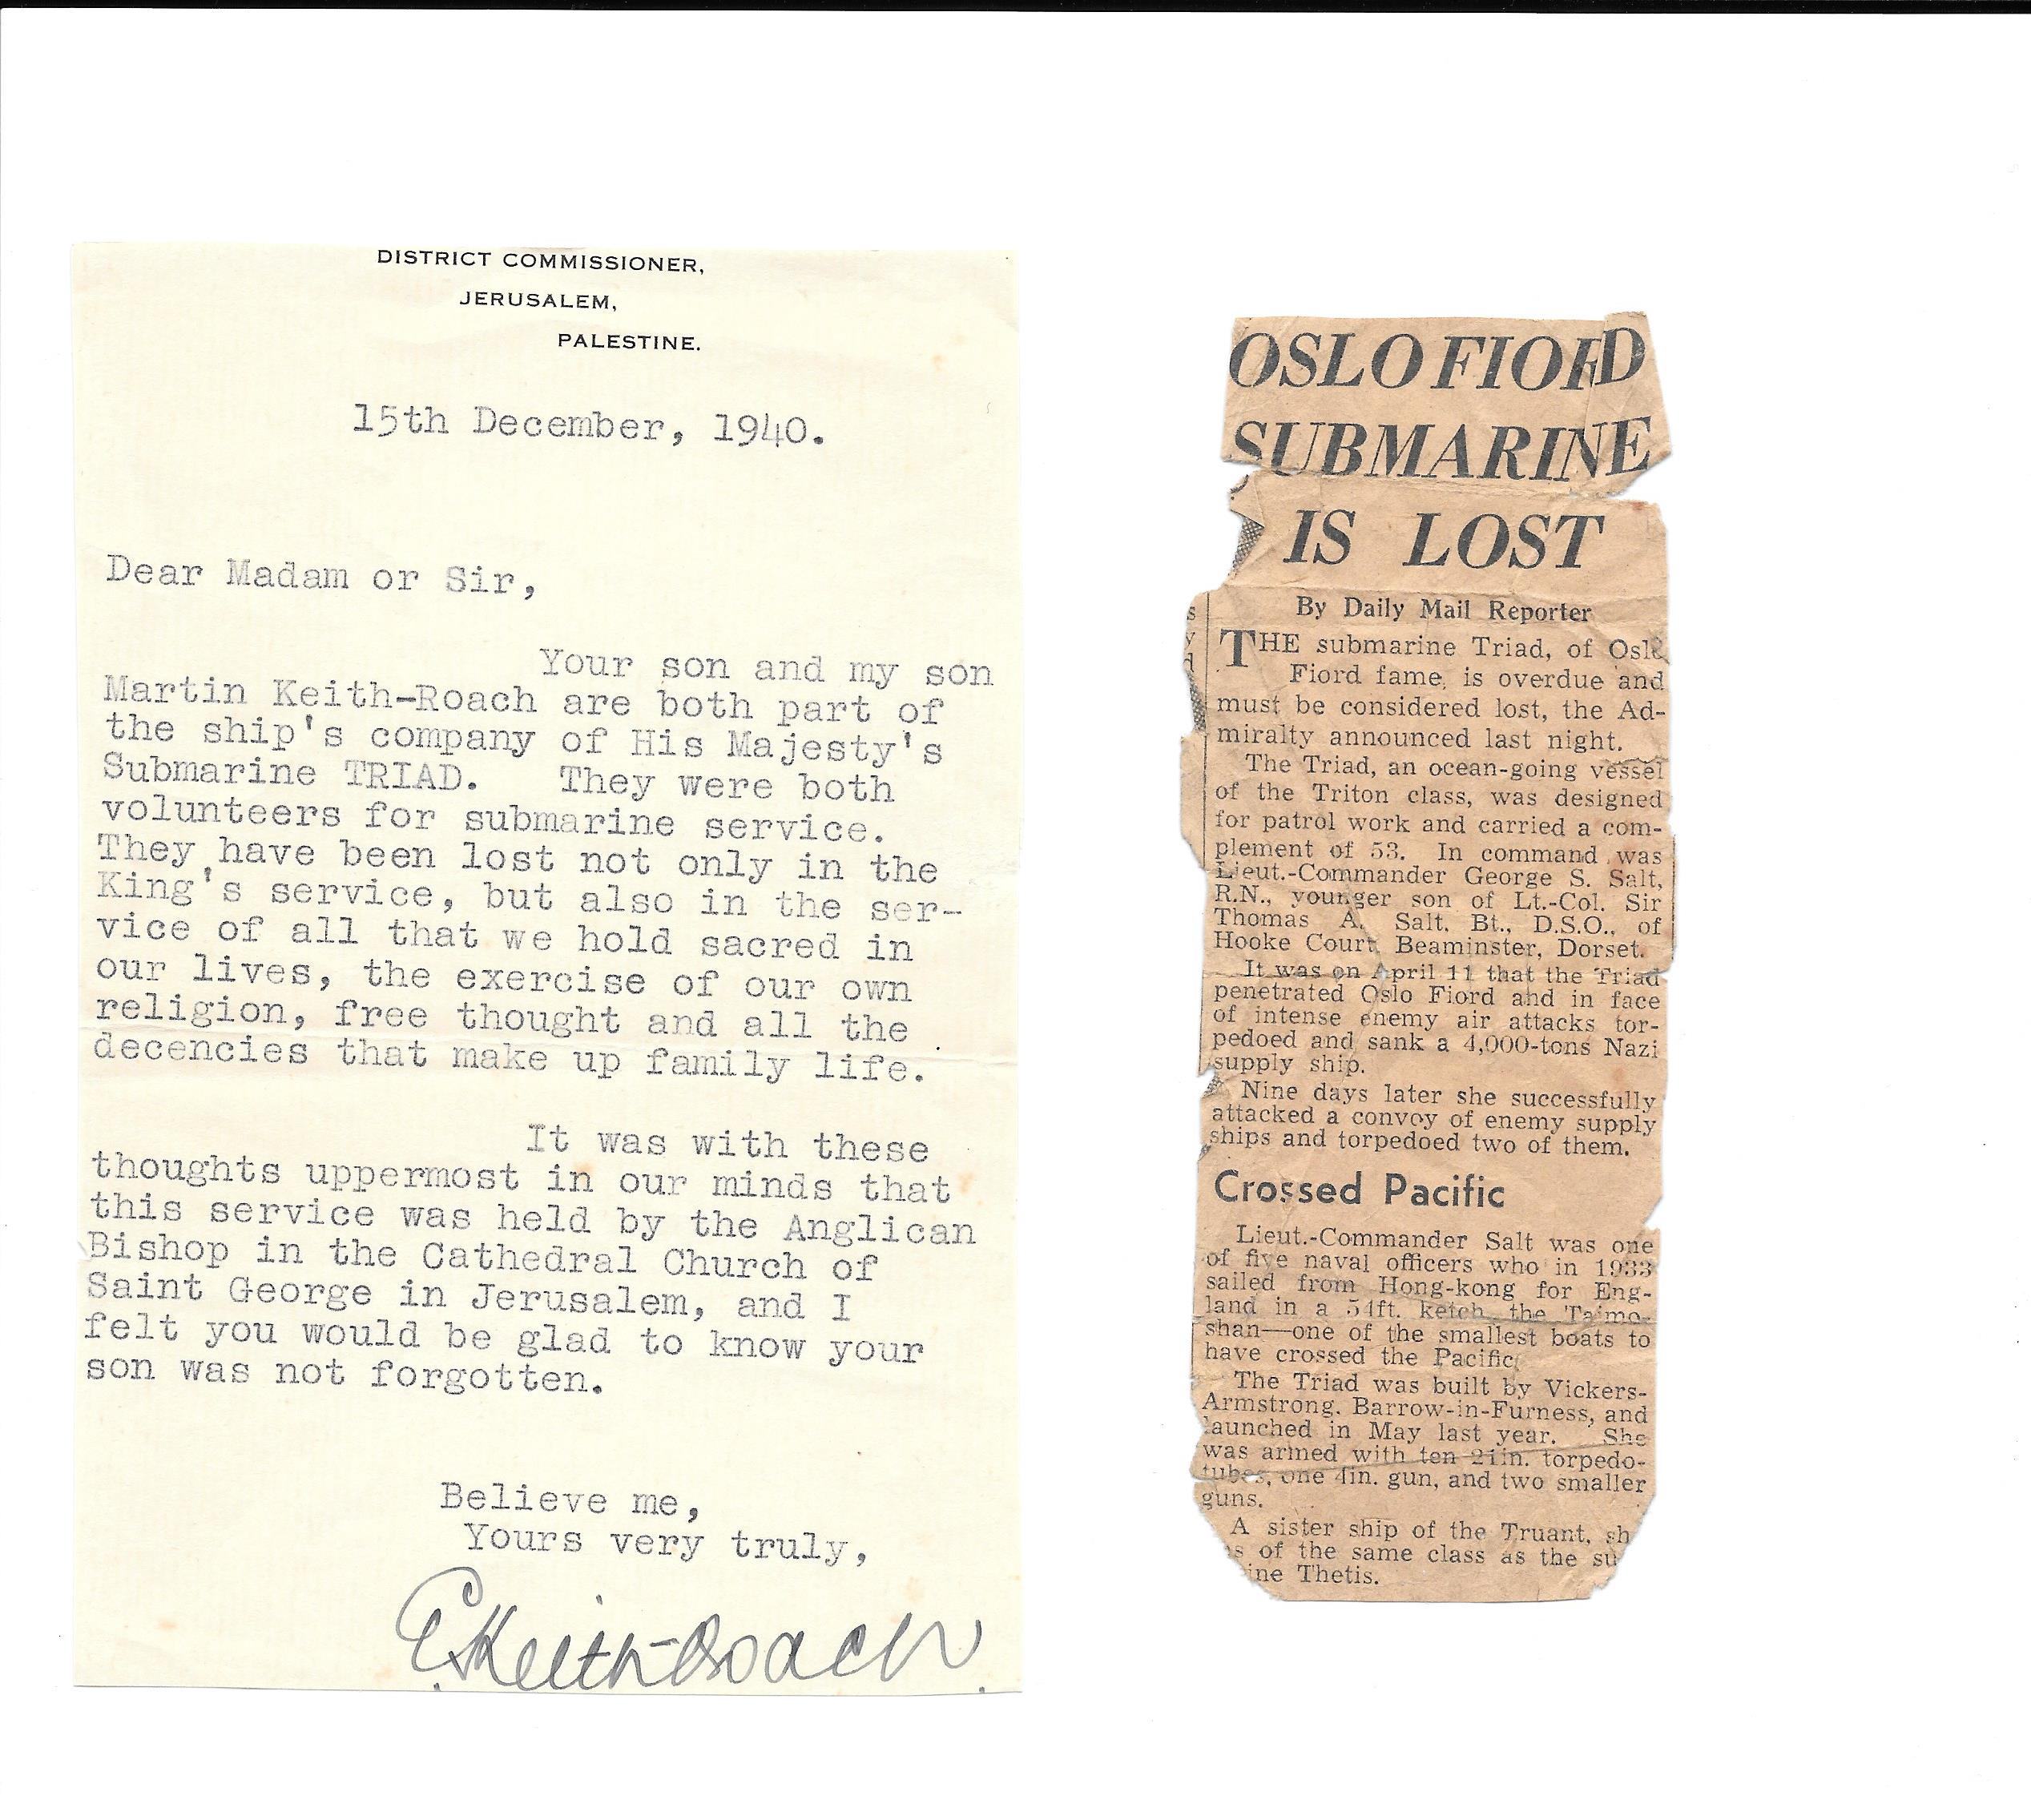 DISTRICT COMMISSIONER,
JERUSALEM,
PALESTINE.
15th December, 1940.
Dear Madam or Sir,
Your son and my son
Martin Keith-Roach are both part of
the ship's company of His Majesty's
Submarine TRIAD. They were both
volunteers for submarine service.
They have been lost not only in the
King's service, but also in the ser-
vice of all that we hold sacred in
our lives, the exercise of our own
religion, free thought and all the
decencies that make up family life.
It was with these
thoughts uppermost in our minds that
this service was held by the Anglican
Bishop in the Cathedral Church of
Saint George in Jerusalem, and I
felt you would be glad to know your
son was not forgotten.
Believe me,
Yours very truly,
E Keith-Roach
OSLO FIORD
SUBMARINE
IS LOST
By Daily Mail Reporter
THE submarine Triad, of Oslo
Fiord fame, is overdue and
must be considered lost, the Ad-
miralty announced last night.
The Triad, an ocean-going vessel
of the Triton class, was designed
for patrol work and carried a com-
plement of 53. In command was
Lieut.-Commander George S. Salt,
R.N., younger son of Lt.-Col. Sir
Thomas A. Salt, Bt., D.S.O., of
Hooke Court, Beaminster, Dorset.
It was on April 11 that the Triad
penetrated Oslo Fiord and in face
of intense enemy air attacks tor-
pedoed and sank a 4,000-tons Nazi
supply ship.
Nine days later she successfully
attacked a convoy of enemy supply
ships and torpedoed two of them.
Crossed Pacific
Lieut.-Commander Salt was one
of five naval officers who in 1933
sailed from Hong-kong for Eng-
land in a 54ft. ketch, the Taimo-
shan—one of the smallest boats to
have crossed the Pacific.
The Triad was built by Vickers-
Armstrong, Barrow-in-Furness, and
launched in May last year. She
was armed with ten 21in. torpedo-
tubes, one 4in. gun, and two smaller
guns.
A sister ship of the Truant, sh
s of the same class as the su
ine Thetis.